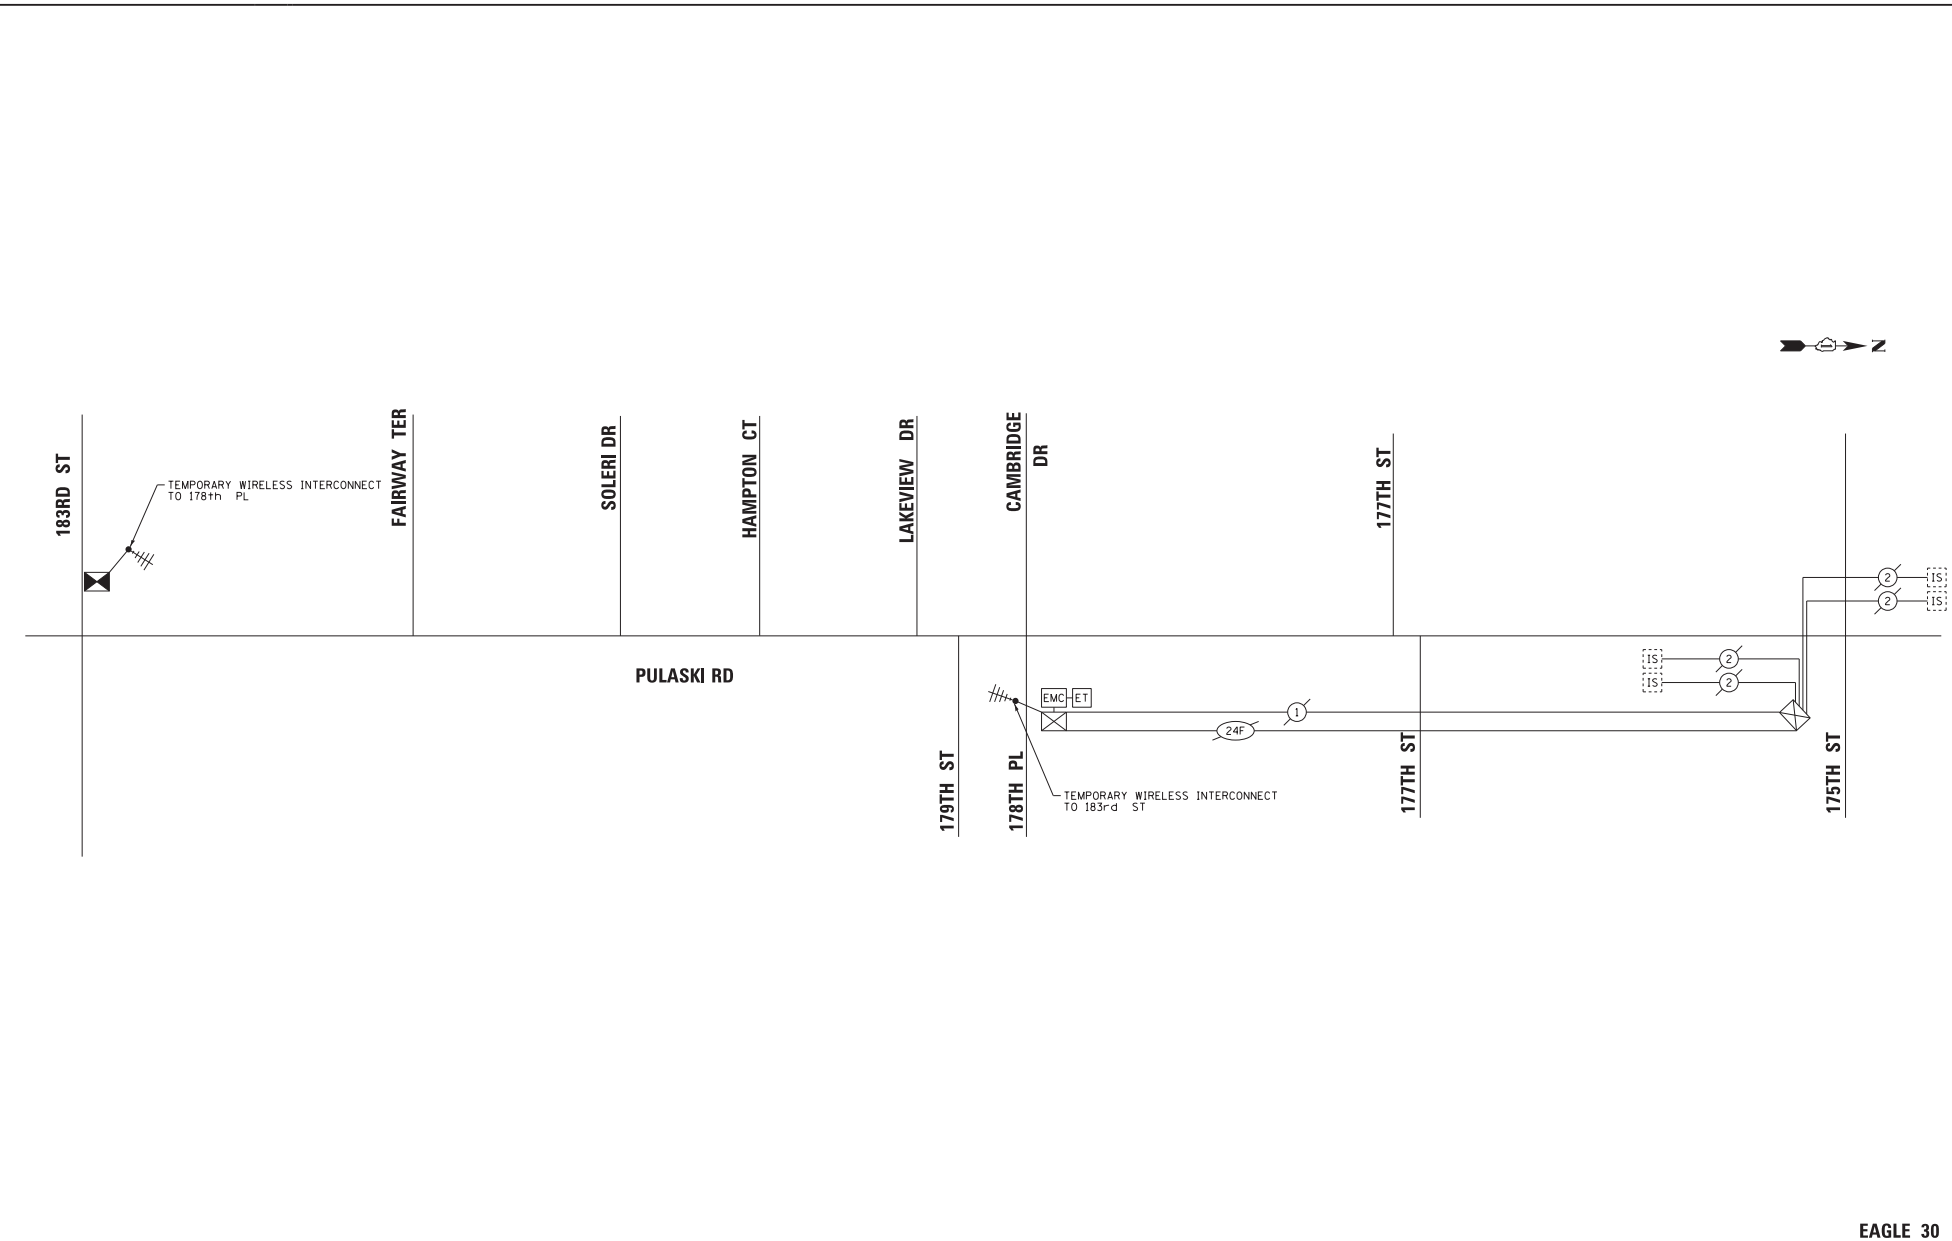 N
183RD ST
TEMPORARY WIRELESS INTERCONNECT
TO 178th PL
FAIRWAY TER
SOLERI DR
HAMPTON CT
LAKEVIEW DR
CAMBRIDGE
DR
177TH ST
2
IS
2
IS
PULASKI RD
IS
2
IS
2
EMC
ET
1
24F
179TH ST
178TH PL
TEMPORARY WIRELESS INTERCONNECT
TO 183rd ST
177TH ST
175TH ST
EAGLE 30